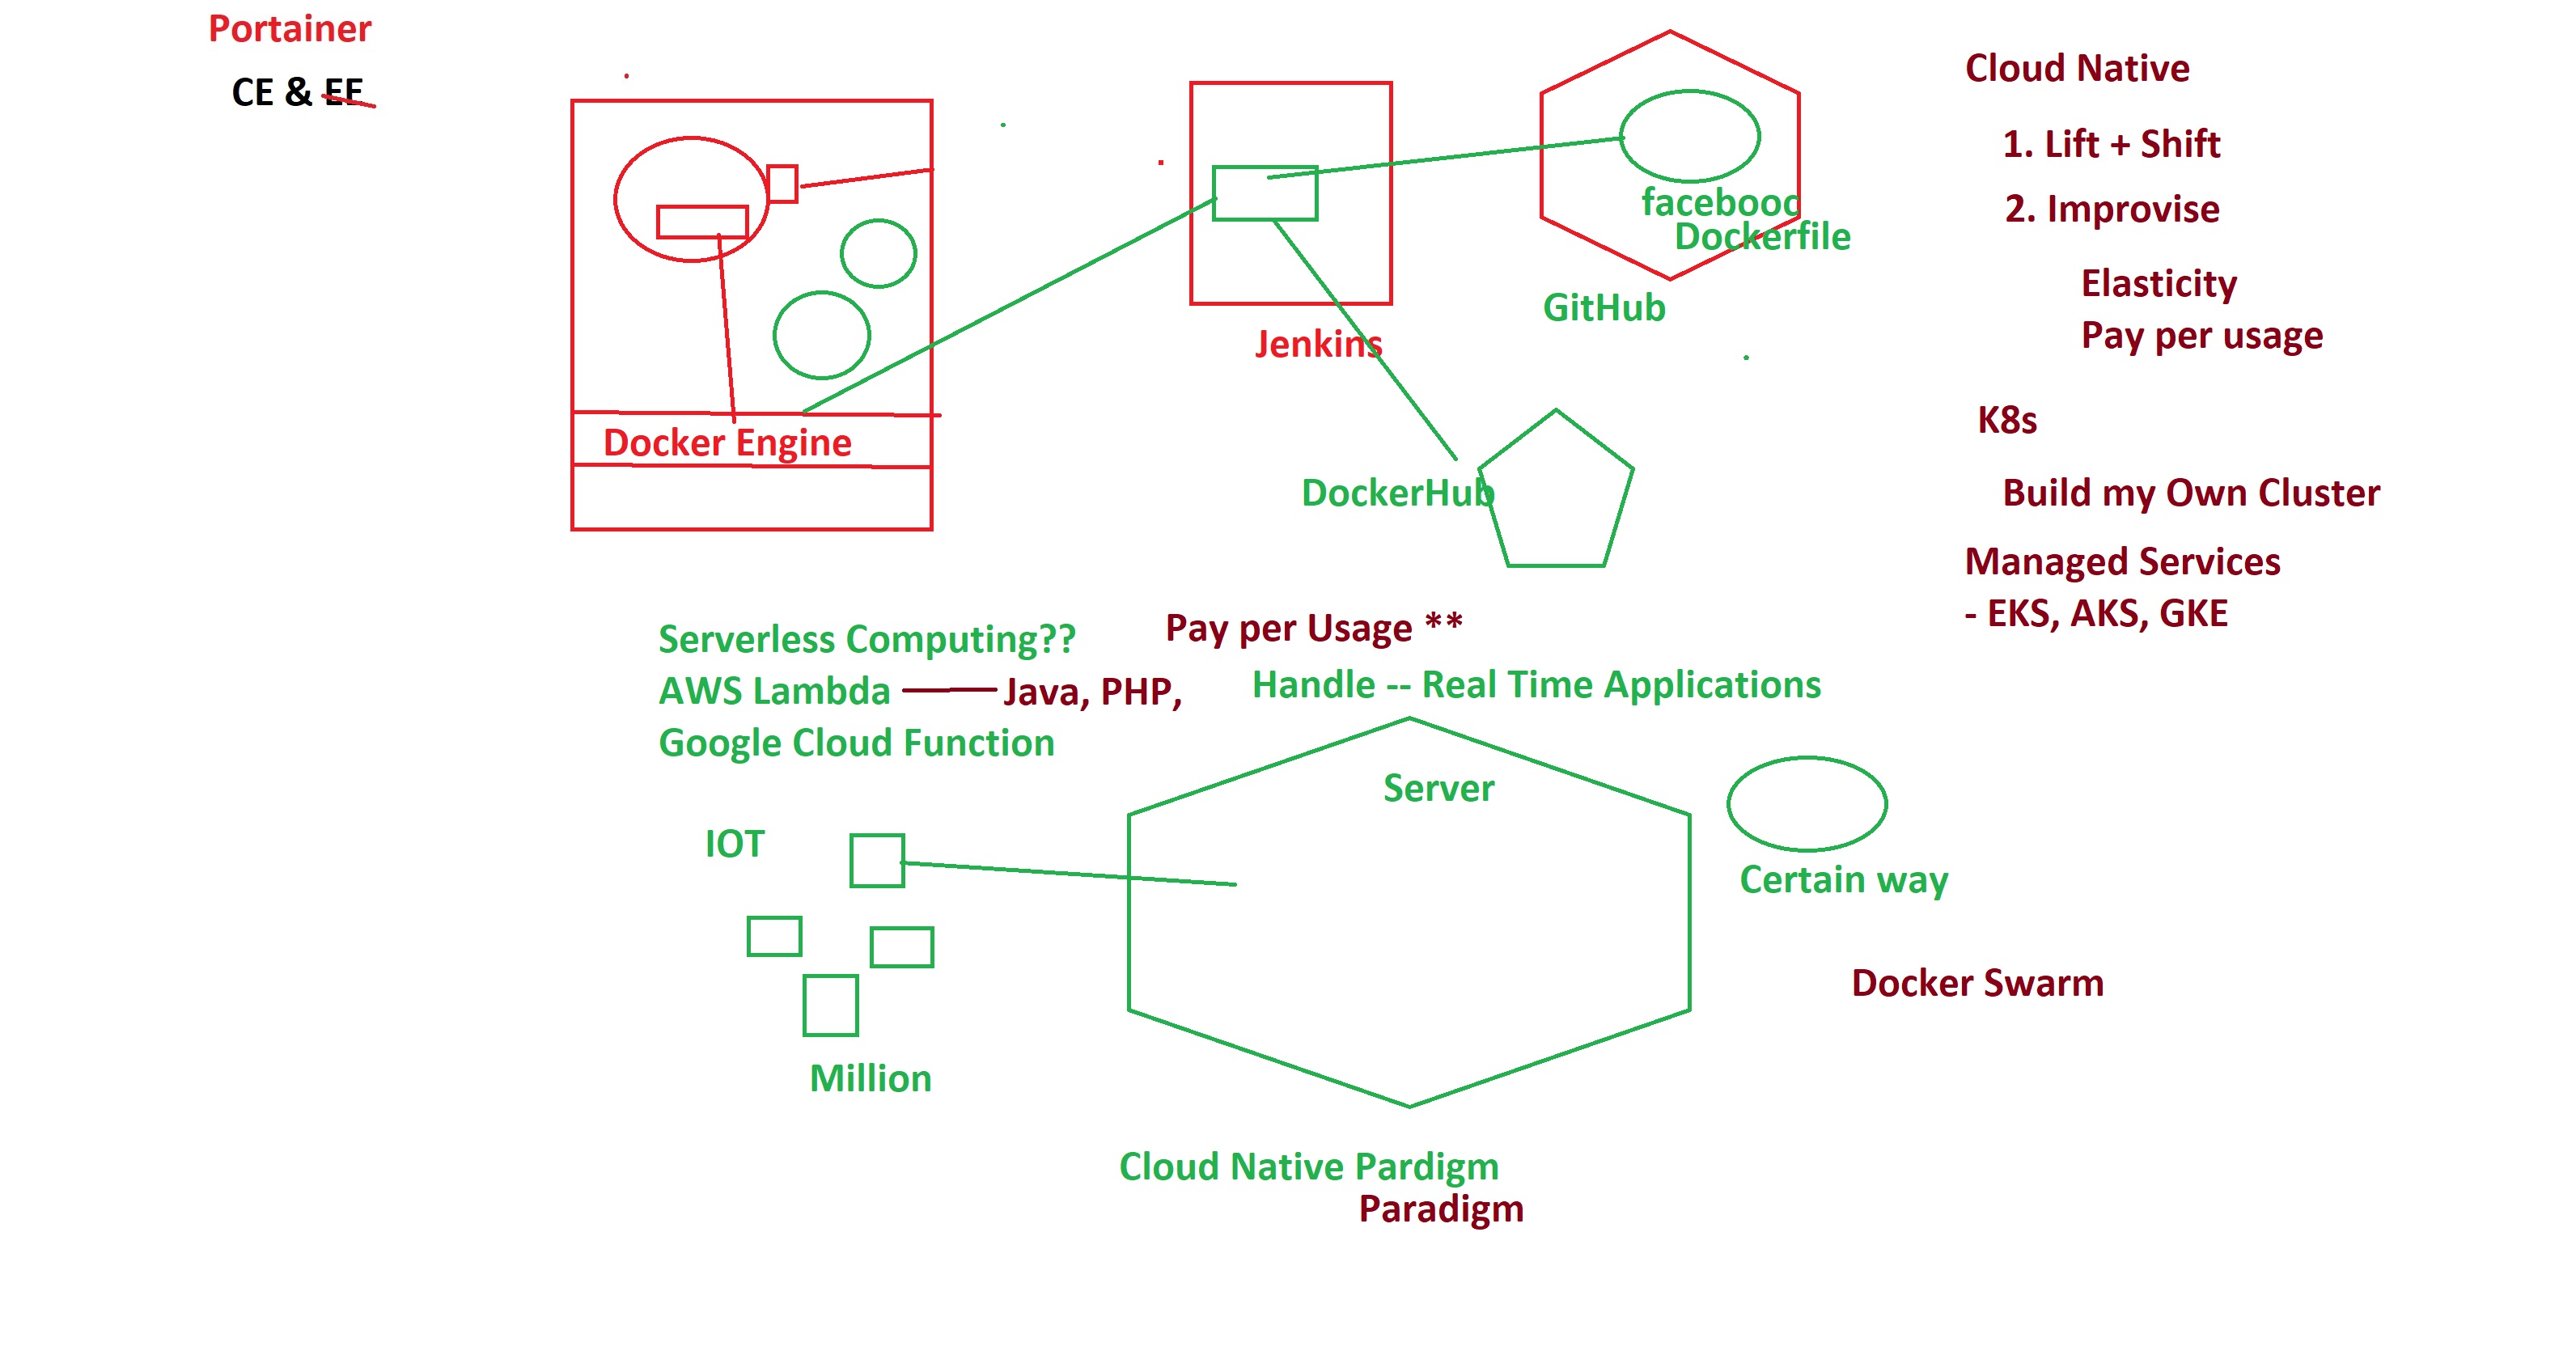 Portainer
CE & EE
Docker Engine
Jenkins
facebooc
Dockerfile
GitHub
DockerHub
Cloud Native
1. Lift + Shift
2. Improvise
Elasticity
Pay per usage
K8s
Build my Own Cluster
Managed Services
- EKS, AKS, GKE
Serverless Computing??
AWS Lambda
Java, PHP,
Google Cloud Function
Pay per Usage **
Handle -- Real Time Applications
Server
IOT
Million
Certain way
Docker Swarm
Cloud Native Pardigm
Paradigm